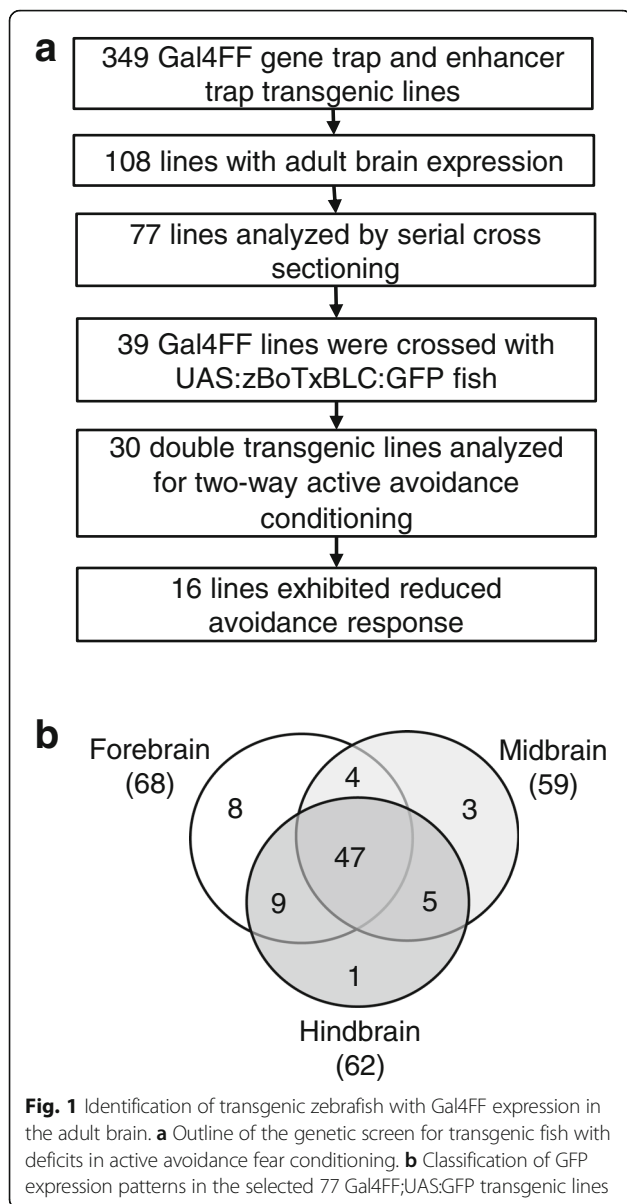 a
349 Gal4FF gene trap and enhancer
trap transgenic lines
108 lines with adult brain expression
77 lines analyzed by serial cross
sectioning
39 Gal4FF lines were crossed with
UAS:zBoTxBLC:GFP fish
30 double transgenic lines analyzed
for two-way active avoidance
conditioning
16 lines exhibited reduced
avoidance response
b
Forebrain
(68)
Midbrain
(59)
4
8
3
47
9
5
1
Hindbrain
(62)
Fig. 1 Identification of transgenic zebrafish with Gal4FF expression in
the adult brain. a Outline of the genetic screen for transgenic fish with
deficits in active avoidance fear conditioning. b Classification of GFP
expression patterns in the selected 77 Gal4FF;UAS:GFP transgenic lines